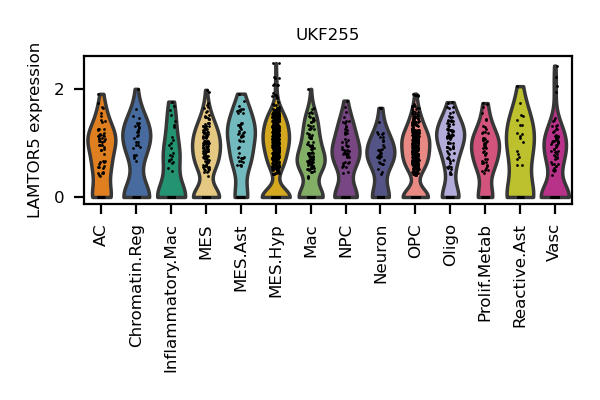 UKF255
LAMTOR5 expression
2
0
AC
Chromatin.Reg
Inflammatory.Mac
MES
MES.Ast
MES.Hyp
Mac
NPC
Neuron
OPC
Oligo
Prolif.Metab
Reactive.Ast
Vasc